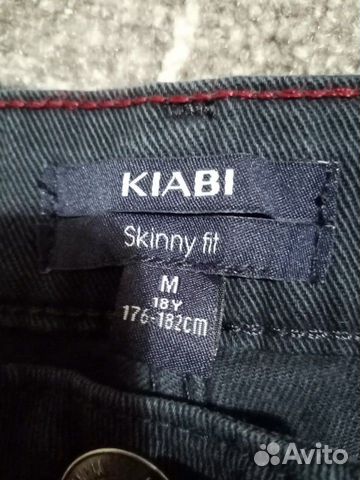 KIABI
Skinny fit
M
18Y
176-182cm
Avito